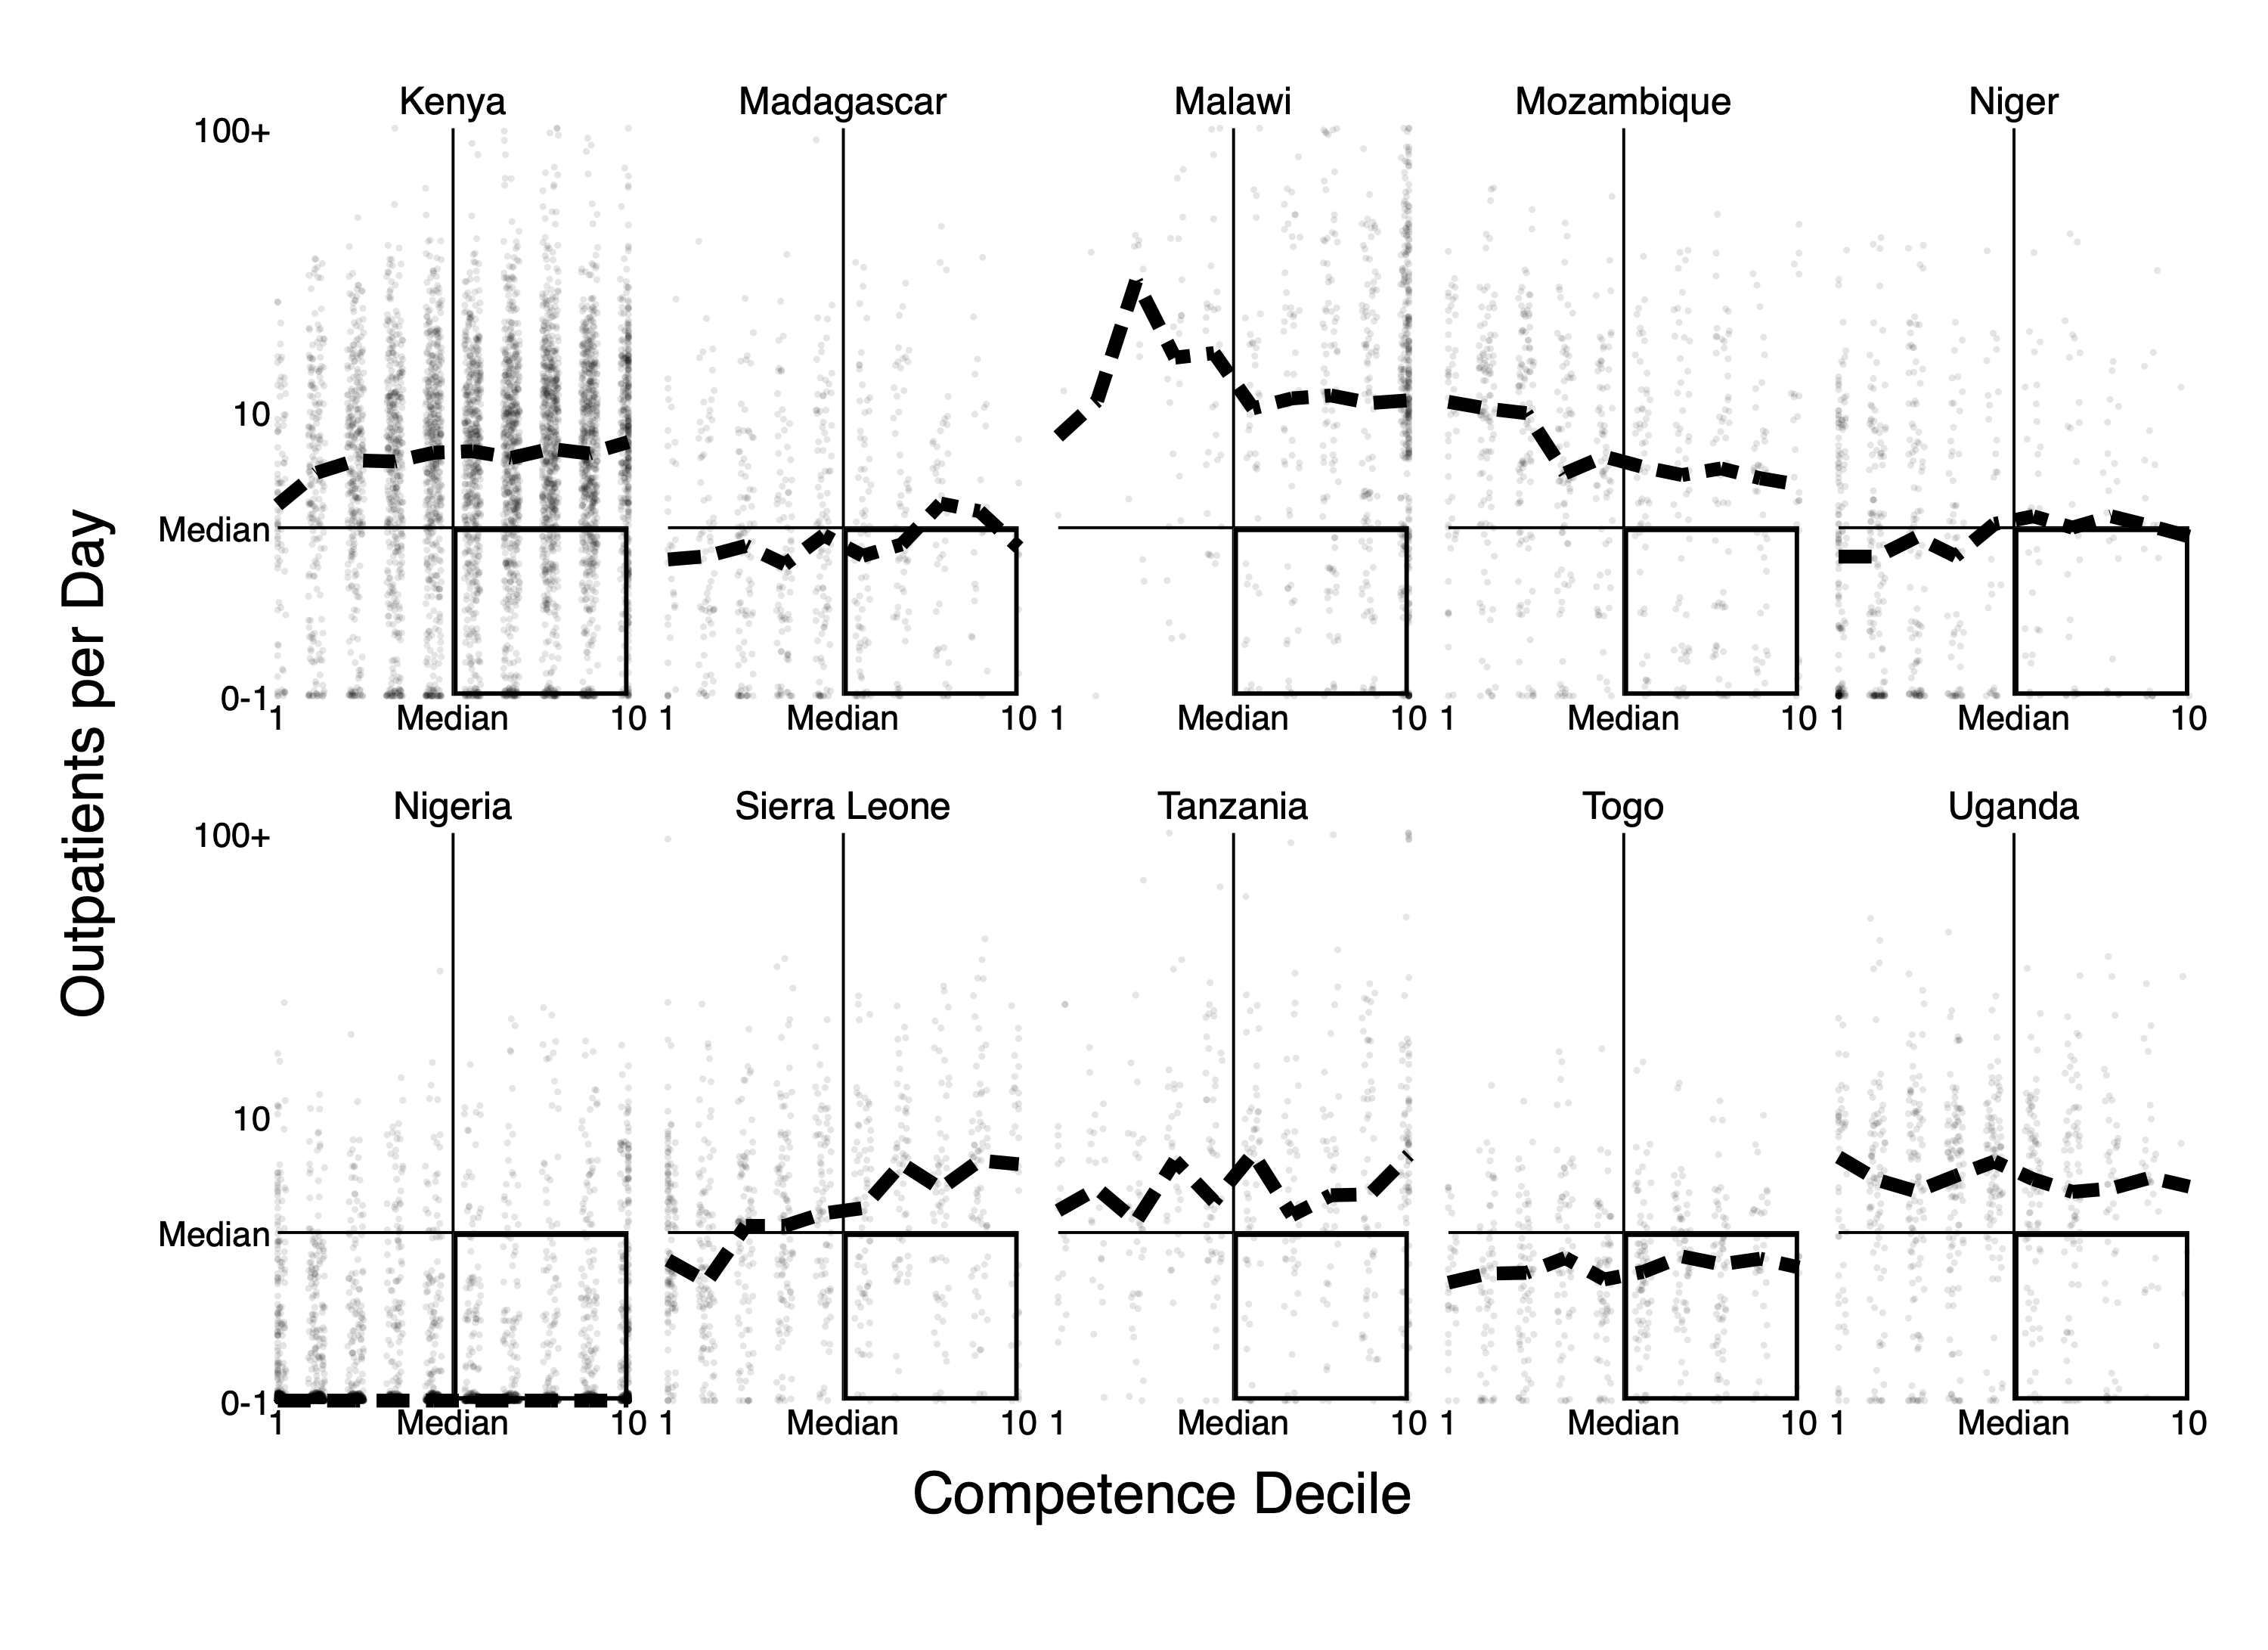 Kenya Madagascar Malawi Mozambique Niger
100+
10
Median
0-1
1 Median 10 1 Median 10 1 Median 10 1 Median 10 1 Median 10
Outpatients per Day
Nigeria Sierra Leone Tanzania Togo Uganda
100+
10
Median
0-1
1 Median 10 1 Median 10 1 Median 10 1 Median 10 1 Median 10
Competence Decile